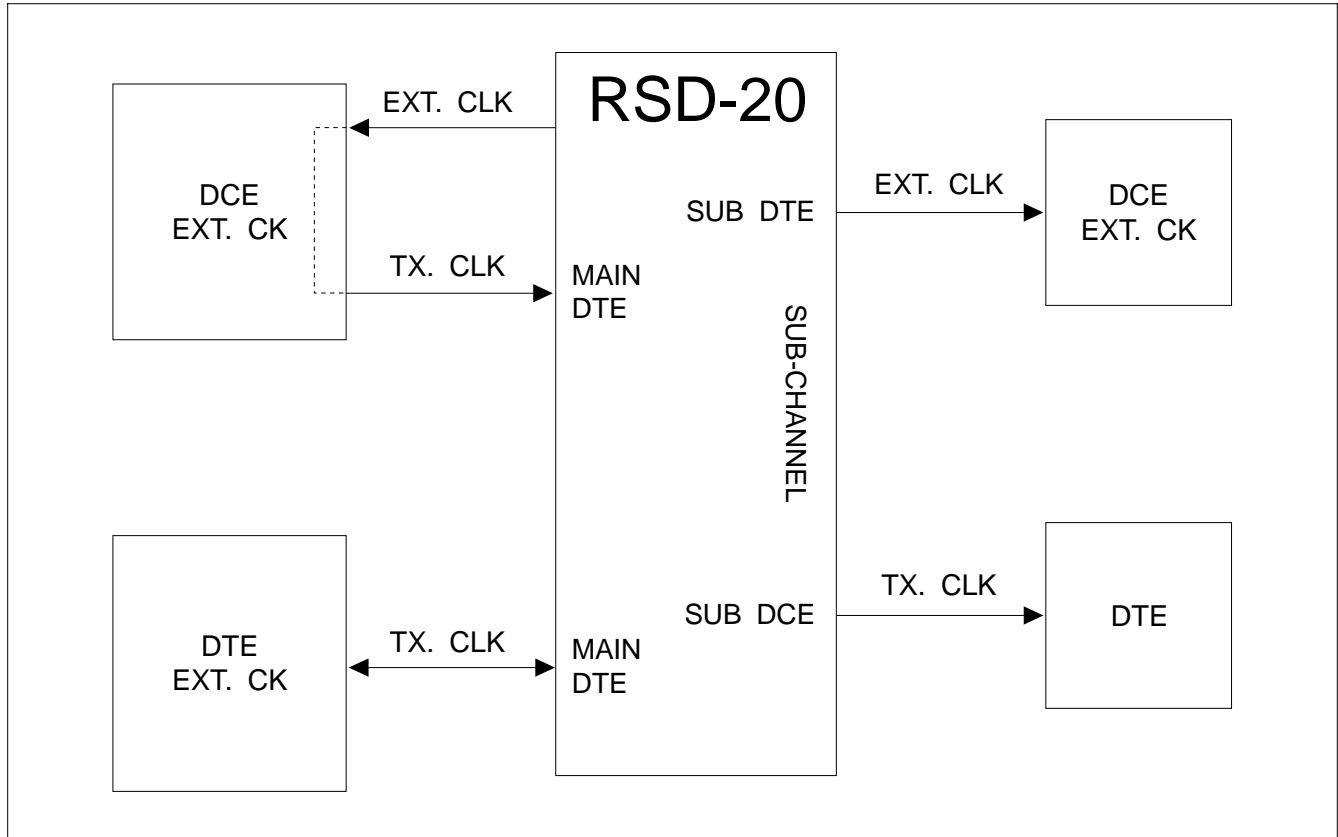 RSD-20
EXT. CLK
DCE
EXT. CK
TX. CLK
MAIN
DTE
SUB DTE
EXT. CLK
DCE
EXT. CK
SUB-CHANNEL
DTE
EXT. CK
TX. CLK
MAIN
DTE
SUB DCE
TX. CLK
DTE